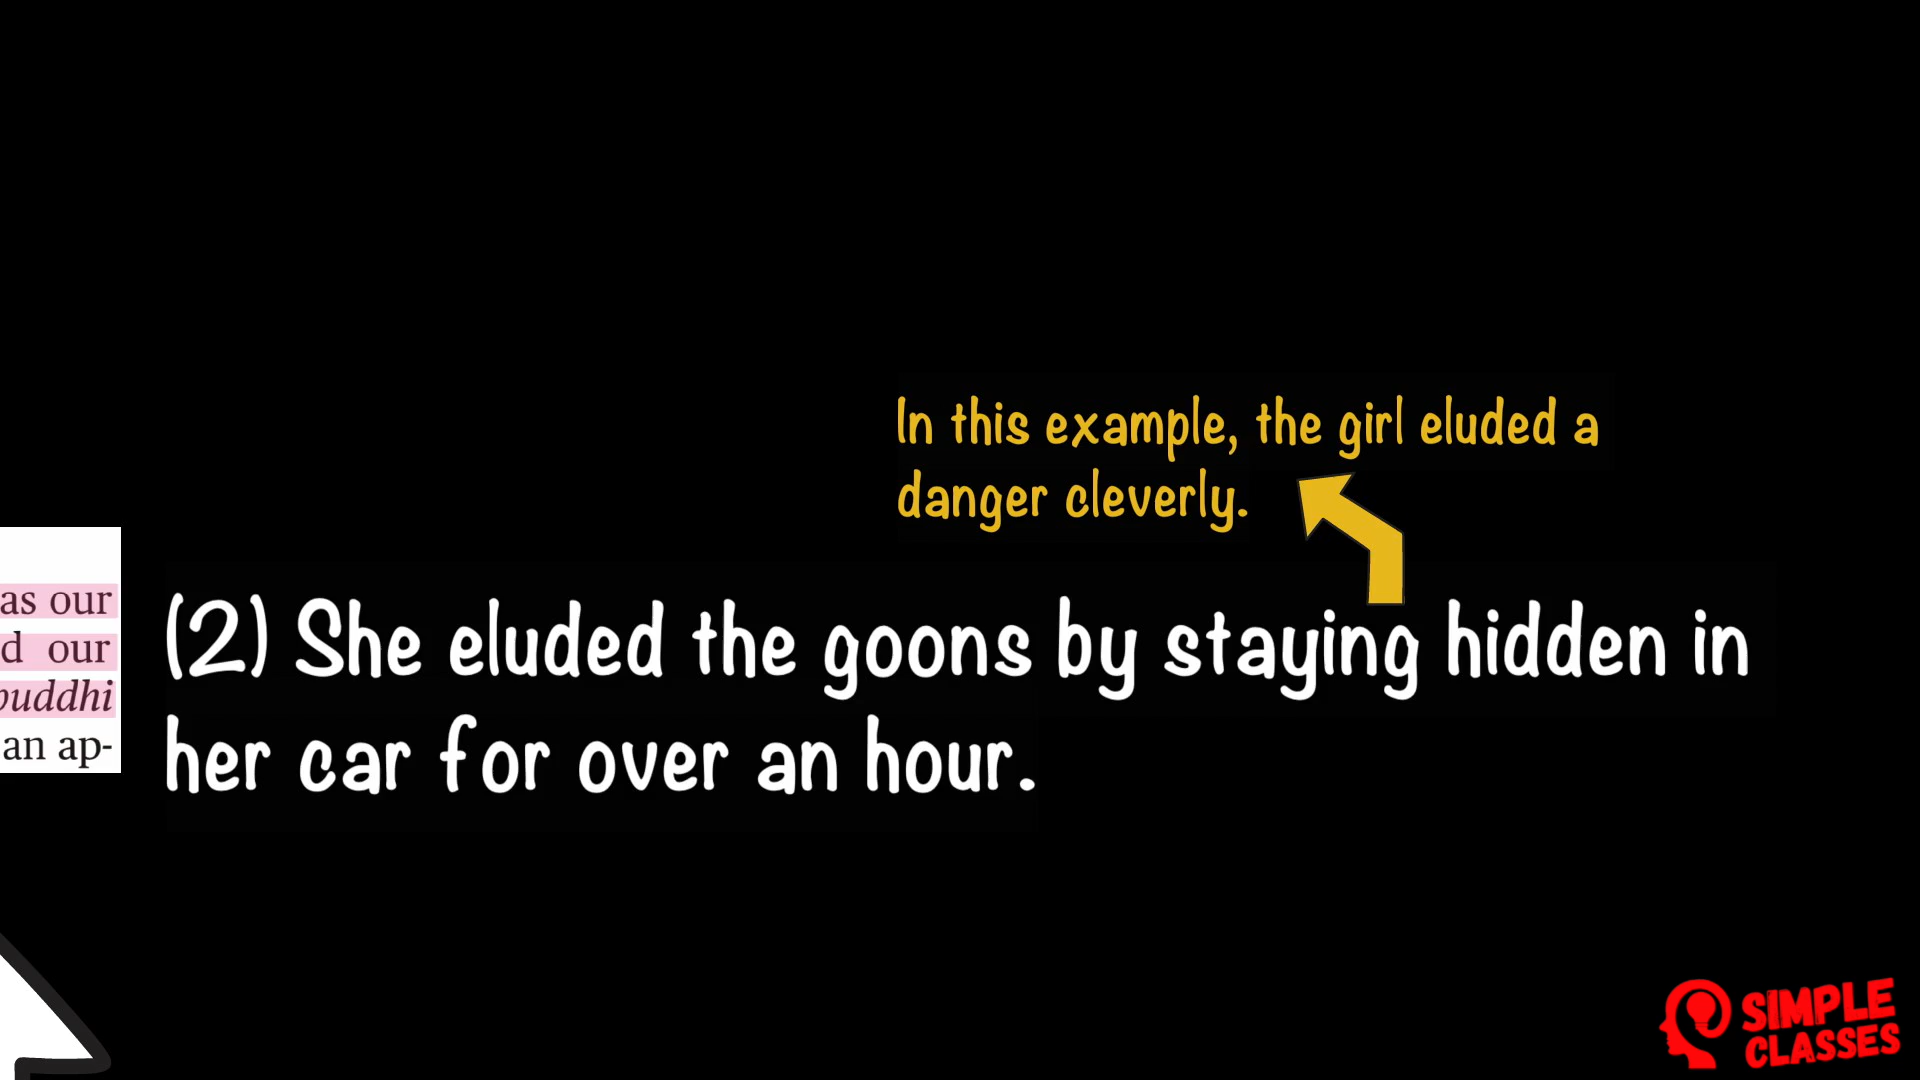 In this example, the girl eluded a
danger cleverly.
as our
d our
buddhi
an ap-
(2) She eluded the goons by staying hidden in
her car for over an hour.
SIMPLE
CLASSES